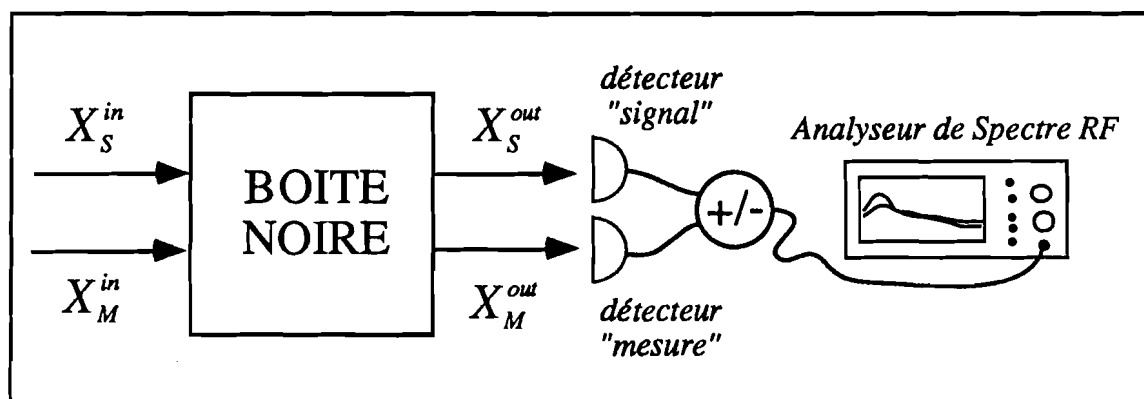 X_S^in
X_M^in
BOITE
NOIRE
X_S^out
X_M^out
détecteur
"signal"
+/-
détecteur
"mesure"
Analyseur de Spectre RF